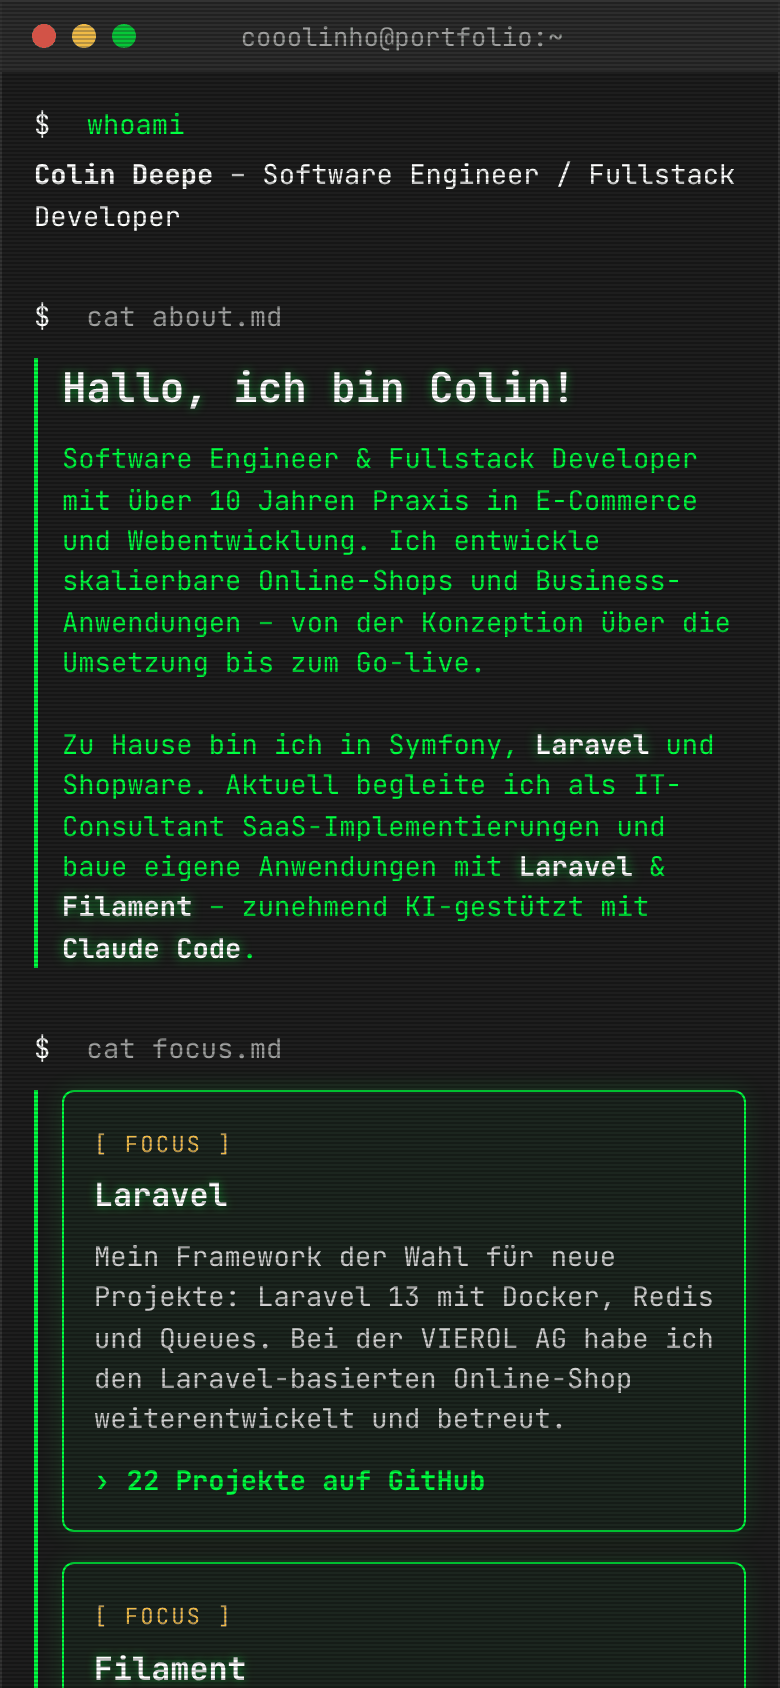 cooolinho@portfolio:~
$ whoami
Colin Deepe – Software Engineer / Fullstack
Developer
$ cat about.md
Hallo, ich bin Colin!
Software Engineer & Fullstack Developer
mit über 10 Jahren Praxis in E-Commerce
und Webentwicklung. Ich entwickle
skalierbare Online-Shops und Business-
Anwendungen – von der Konzeption über die
Umsetzung bis zum Go-live.
Zu Hause bin ich in Symfony, Laravel und
Shopware. Aktuell begleite ich als IT-
Consultant SaaS-Implementierungen und
baue eigene Anwendungen mit Laravel &
Filament – zunehmend KI-gestützt mit
Claude Code.
$ cat focus.md
[ FOCUS ]
Laravel
Mein Framework der Wahl für neue
Projekte: Laravel 13 mit Docker, Redis
und Queues. Bei der VIEROL AG habe ich
den Laravel-basierten Online-Shop
weiterentwickelt und betreut.
› 22 Projekte auf GitHub
[ FOCUS ]
Filament